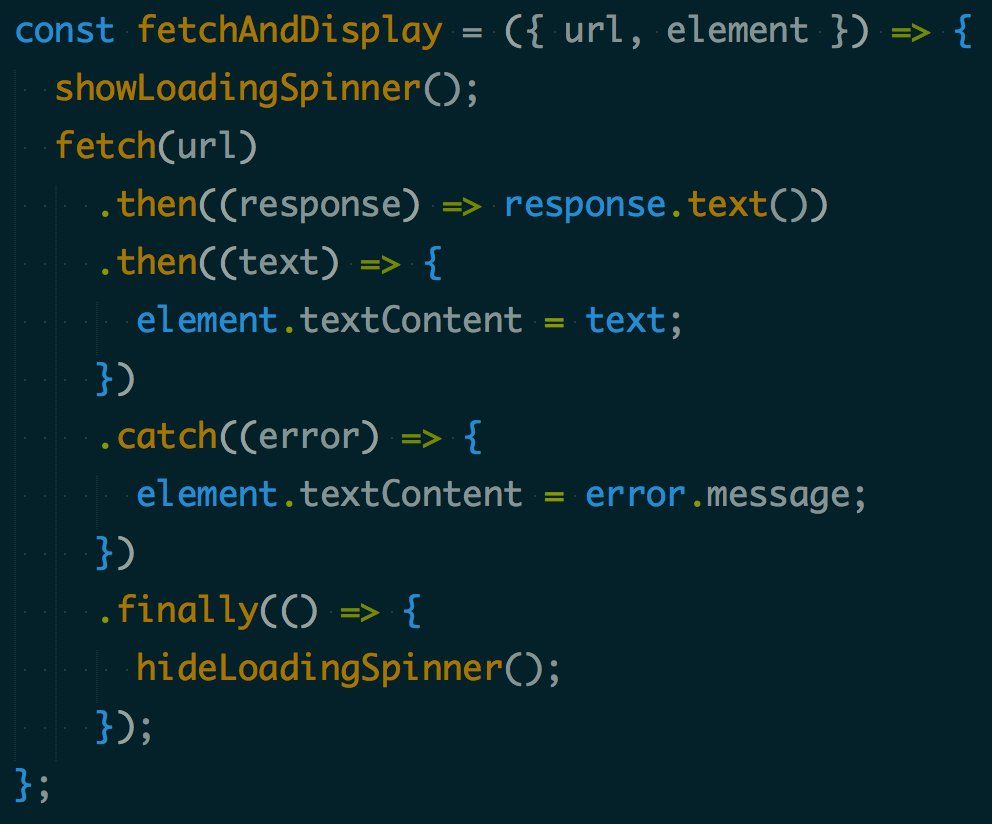 const fetchAndDisplay = ({ url, element }) => {
  showLoadingSpinner();
  fetch(url)
    .then((response) => response.text())
    .then((text) => {
      element.textContent = text;
    })
    .catch((error) => {
      element.textContent = error.message;
    })
    .finally(() => {
      hideLoadingSpinner();
    });
};